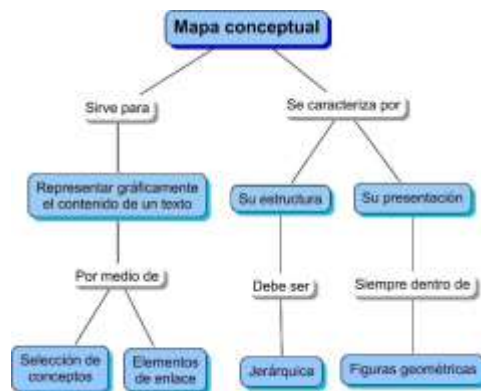 Mapa conceptual
Sirve para
Se caracteriza por
Representar gráficamente
el contenido de un texto
Su estructura
Su presentación
Por medio de
Debe ser
Siempre dentro de
Selección de
conceptos
Elementos
de enlace
Jerárquica
Figuras geométricas